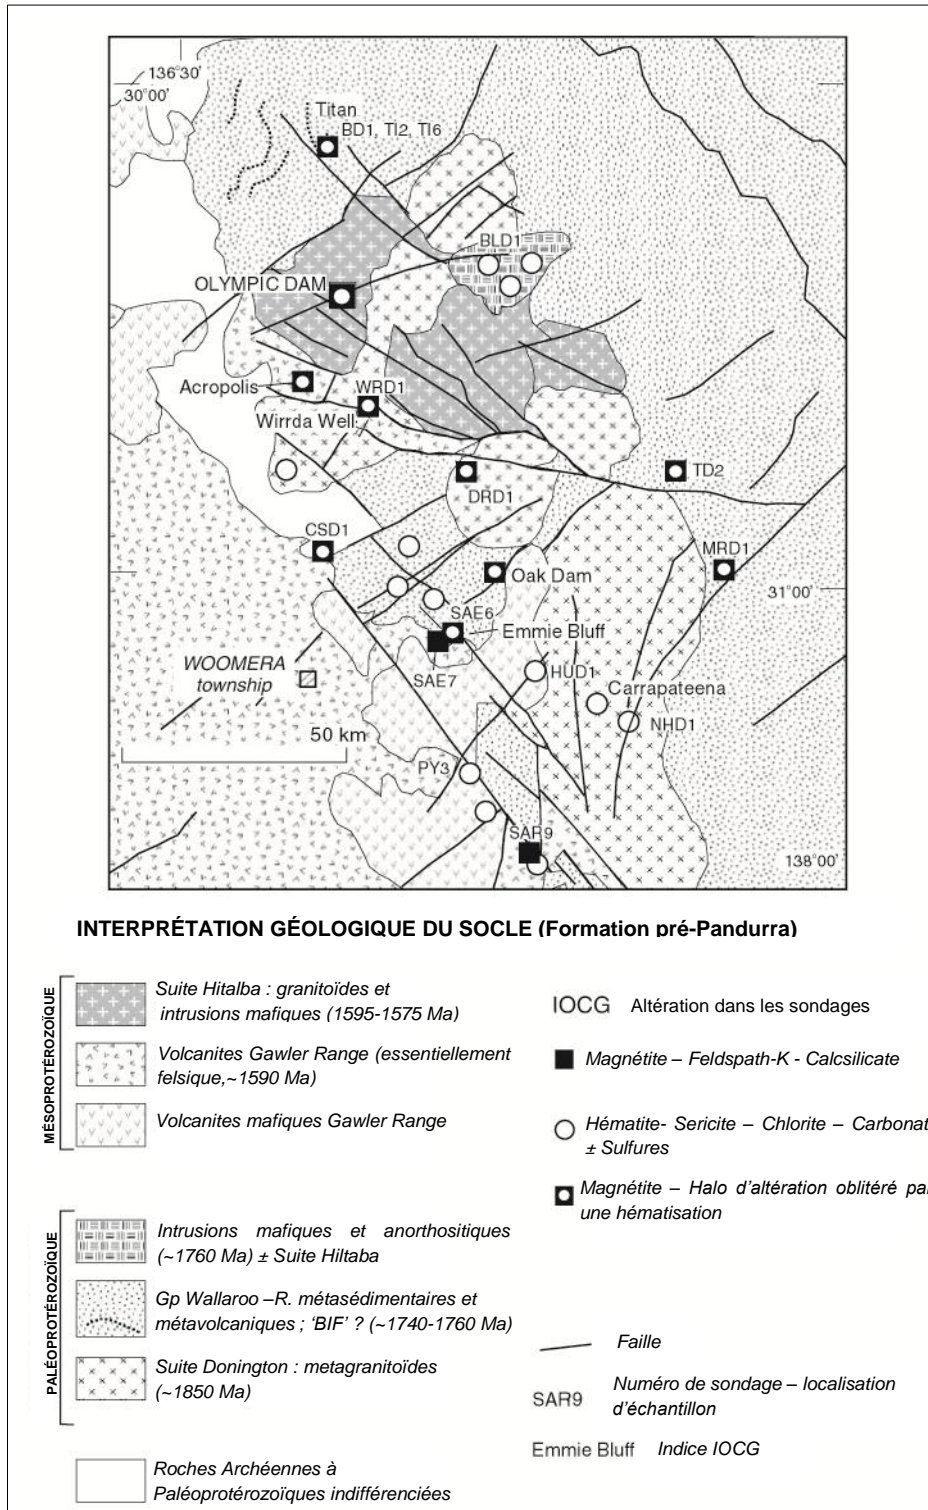 136°30'
30°00'
Titan
BD1, TI2, TI6
BLD1
OLYMPIC DAM
Acropolis
WRD1
Wirrda Well
DRD1
TD2
CSD1
MRD1
Oak Dam
31°00'
SAE6
Emmie Bluff
WOOMERA
township
SAE7
HUD1
Carrapateena
NHD1
50 km
PY3
SAR9
138°00'
INTERPRÉTATION GÉOLOGIQUE DU SOCLE (Formation pré-Pandurra)
MÉSOPROTÉROZOÏQUE
Suite Hitalba : granitoïdes et
intrusions mafiques (1595-1575 Ma)
Volcanites Gawler Range (essentiellement
felsique,~1590 Ma)
Volcanites mafiques Gawler Range
PALÉOPROTÉROZOÏQUE
Intrusions mafiques et anorthositiques
(~1760 Ma) ± Suite Hiltaba
Gp Wallaroo –R. métasédimentaires et
métavolcaniques ; ‘BIF’ ? (~1740-1760 Ma)
Suite Donington : metagranitoïdes
(~1850 Ma)
Roches Archéennes à
Paléoprotérozoïques indifférenciées
IOCG Altération dans les sondages
Magnétite – Feldspath-K - Calcsilicate
Hématite- Sericite – Chlorite – Carbonat
± Sulfures
Magnétite – Halo d’altération oblitéré pa
une hématisation
Faille
SAR9 Numéro de sondage – localisation
d’échantillon
Emmie Bluff Indice IOCG